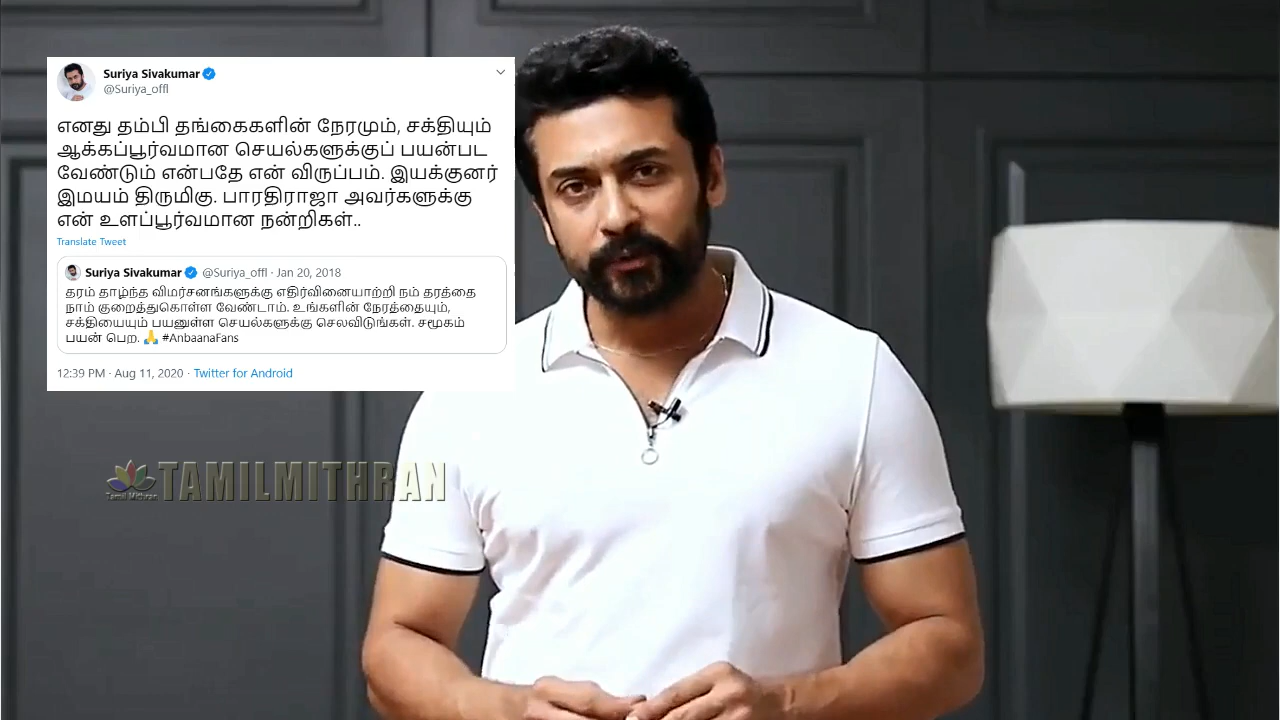 Suriya Sivakumar
@Suriya_offl
எனது தம்பி தங்கைகளின் நேரமும், சக்தியும்
ஆக்கப்பூர்வமான செயல்களுக்குப் பயன்பட
வேண்டும் என்பதே என் விருப்பம். இயக்குனர்
இமயம் திருமிகு. பாரதிராஜா அவர்களுக்கு
என் உளப்பூர்வமான நன்றிகள்..
Translate Tweet
Suriya Sivakumar @Suriya_offl · Jan 20, 2018
தரம் தாழ்ந்த விமர்சனங்களுக்கு எதிர்வினையாற்றி நம் தரத்தை
நாம் குறைத்துகொள்ள வேண்டாம். உங்களின் நேரத்தையும்,
சக்தியையும் பயனுள்ள செயல்களுக்கு செலவிடுங்கள். சமூகம்
பயன் பெற. 🙏 #AnbaanaFans
12:39 PM · Aug 11, 2020 · Twitter for Android
Tamil Mithran
TAMILMITHRAN